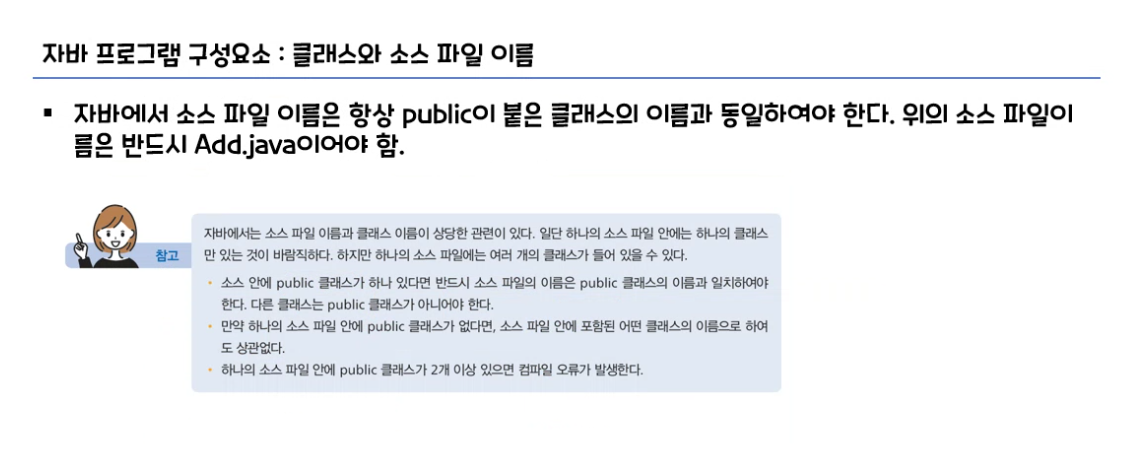 자바 프로그램 구성요소 : 클래스와 소스 파일 이름
▪ 자바에서 소스 파일 이름은 항상 public이 붙은 클래스의 이름과 동일하여야 한다. 위의 소스 파일이
름은 반드시 Add.java이어야 함.
참고
자바에서는 소스 파일 이름과 클래스 이름이 상당한 관련이 있다. 일단 하나의 소스 파일 안에는 하나의 클래스
만 있는 것이 바람직하다. 하지만 하나의 소스 파일에는 여러 개의 클래스가 들어 있을 수 있다.
• 소스 안에 public 클래스가 하나 있다면 반드시 소스 파일의 이름은 public 클래스의 이름과 일치하여야
한다. 다른 클래스는 public 클래스가 아니어야 한다.
• 만약 하나의 소스 파일 안에 public 클래스가 없다면, 소스 파일 안에 포함된 어떤 클래스의 이름으로 하여
도 상관없다.
• 하나의 소스 파일 안에 public 클래스가 2개 이상 있으면 컴파일 오류가 발생한다.